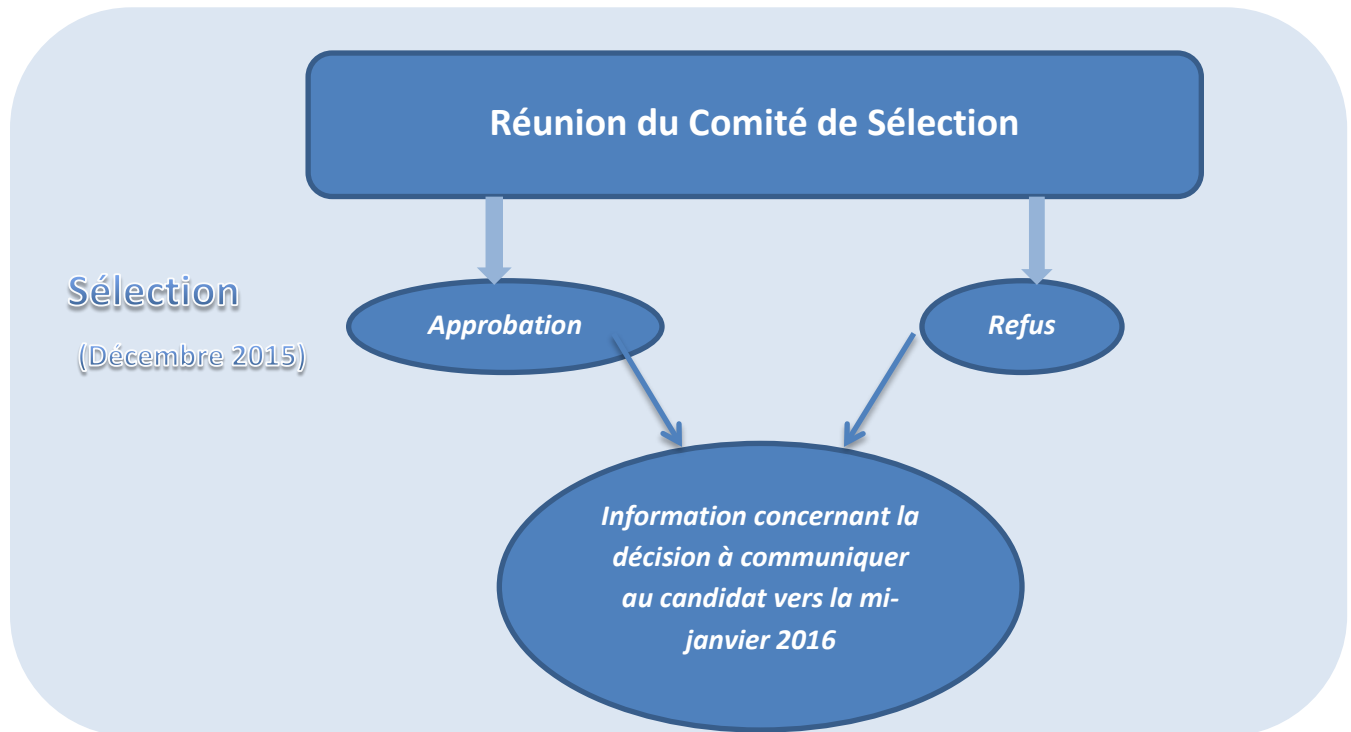 Réunion du Comité de Sélection
Sélection
(Décembre 2015)
Approbation
Refus
Information concernant la
décision à communiquer
au candidat vers la mi-
janvier 2016